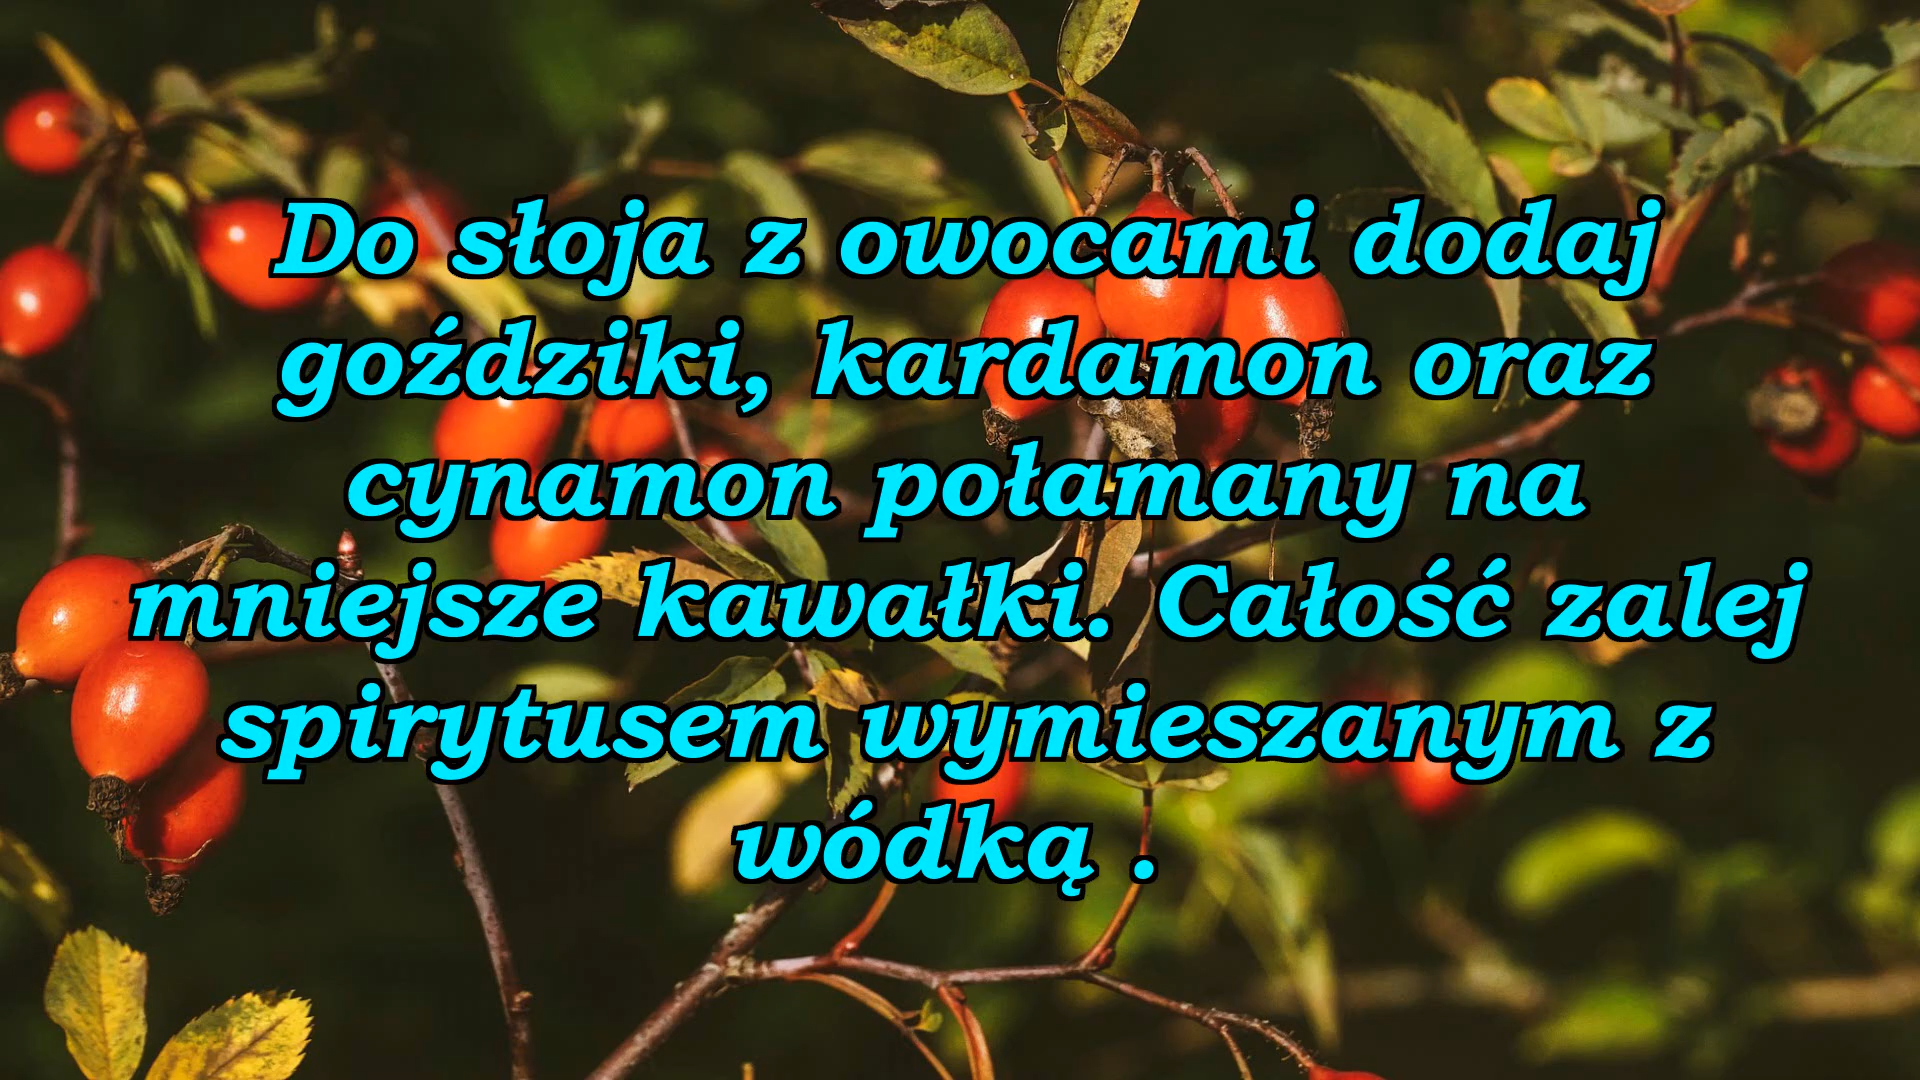 Do słoja z owocami dodaj
goździki, kardamon oraz
cynamon połamany na
mniejsze kawałki. Całość zalej
spirytusem wymieszanym z
wódką .